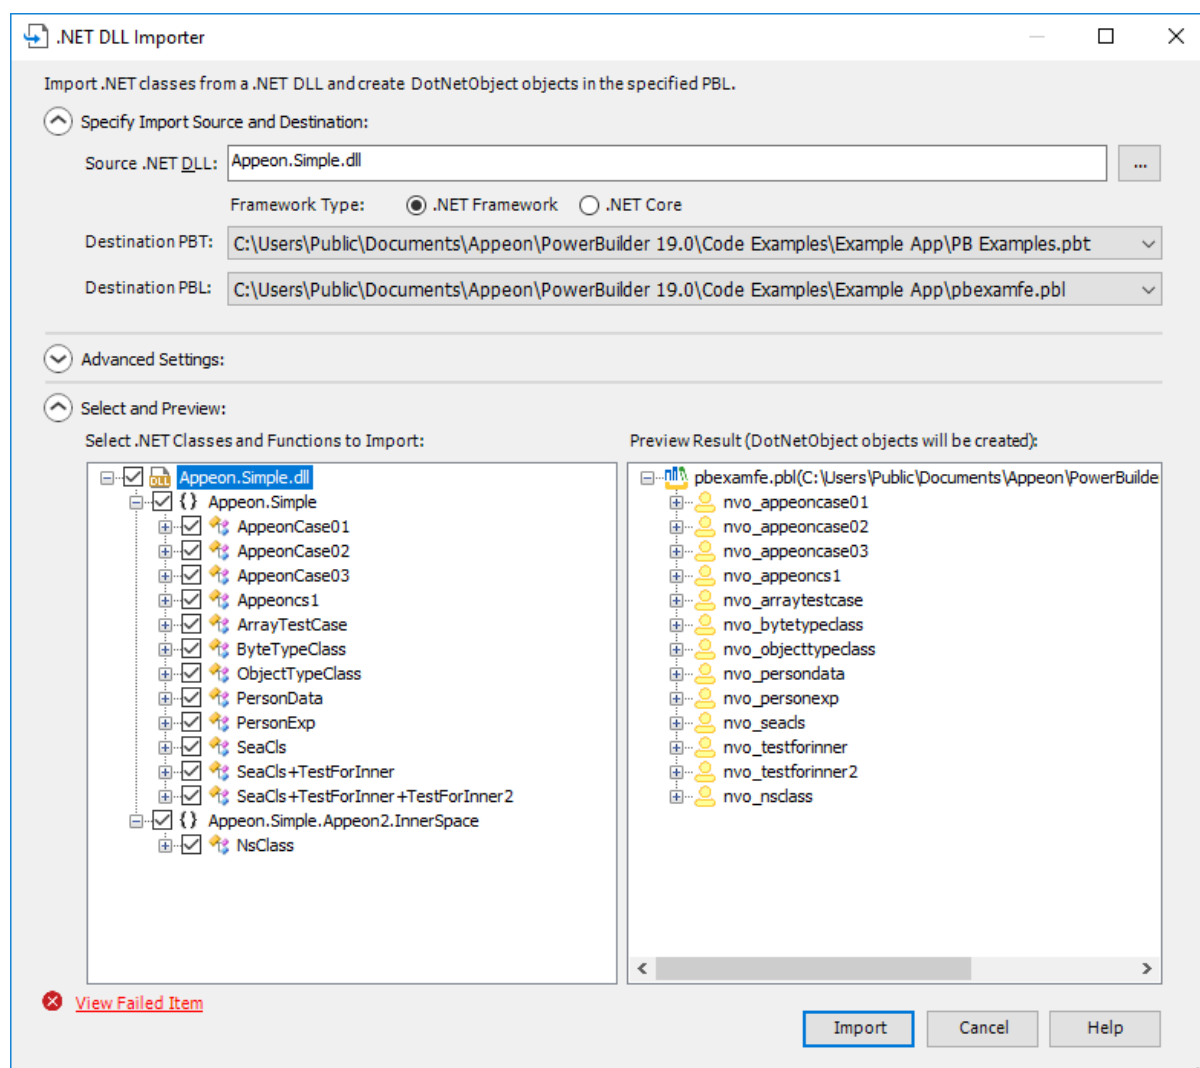 .NET DLL Importer
Import .NET classes from a .NET DLL and create DotNetObject objects in the specified PBL.
Specify Import Source and Destination:
Source .NET DLL: Appeon.Simple.dll ...
Framework Type: .NET Framework .NET Core
Destination PBT: C:\Users\Public\Documents\Appeon\PowerBuilder 19.0\Code Examples\Example App\PB Examples.pbt
Destination PBL: C:\Users\Public\Documents\Appeon\PowerBuilder 19.0\Code Examples\Example App\pbexamfe.pbl
Advanced Settings:
Select and Preview:
Select .NET Classes and Functions to Import:
DLL Appeon.Simple.dll
{} Appeon.Simple
AppeonCase01
AppeonCase02
AppeonCase03
Appeoncs1
ArrayTestCase
ByteTypeClass
ObjectTypeClass
PersonData
PersonExp
SeaCls
SeaCls+TestForInner
SeaCls+TestForInner+TestForInner2
{} Appeon.Simple.Appeon2.InnerSpace
NsClass
Preview Result (DotNetObject objects will be created):
pbexamfe.pbl(C:\Users\Public\Documents\Appeon\PowerBuilde
nvo_appeoncase01
nvo_appeoncase02
nvo_appeoncase03
nvo_appeoncs1
nvo_arraytestcase
nvo_bytetypeclass
nvo_objecttypeclass
nvo_persondata
nvo_personexp
nvo_seacls
nvo_testforinner
nvo_testforinner2
nvo_nsclass
View Failed Item
Import Cancel Help